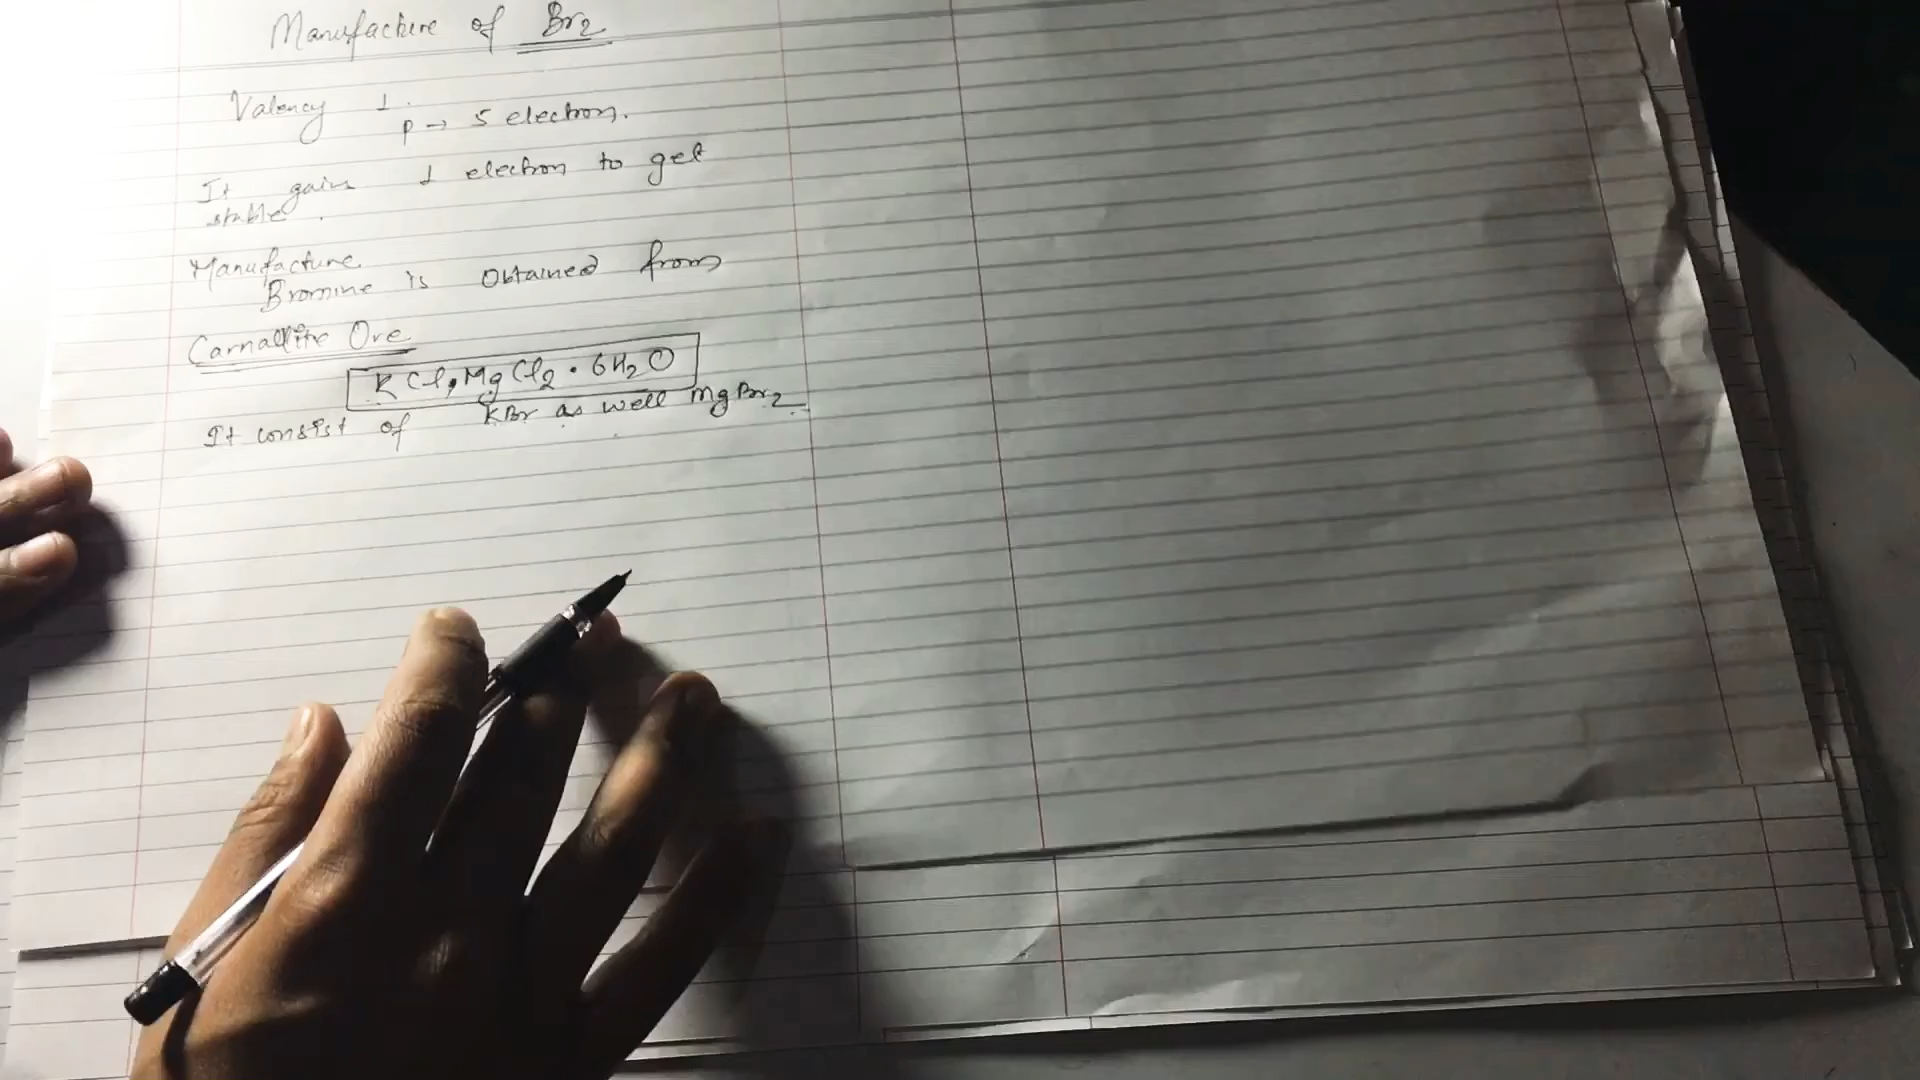 Manufacture of Br2
Valency 1.
p → 5 electron.
It gain 1 electron to get
stable.
Manufacture
Bromine is obtained from
Carnallite Ore
KCl.MgCl2 . 6H2O
It consist of KBr as well MgBr2